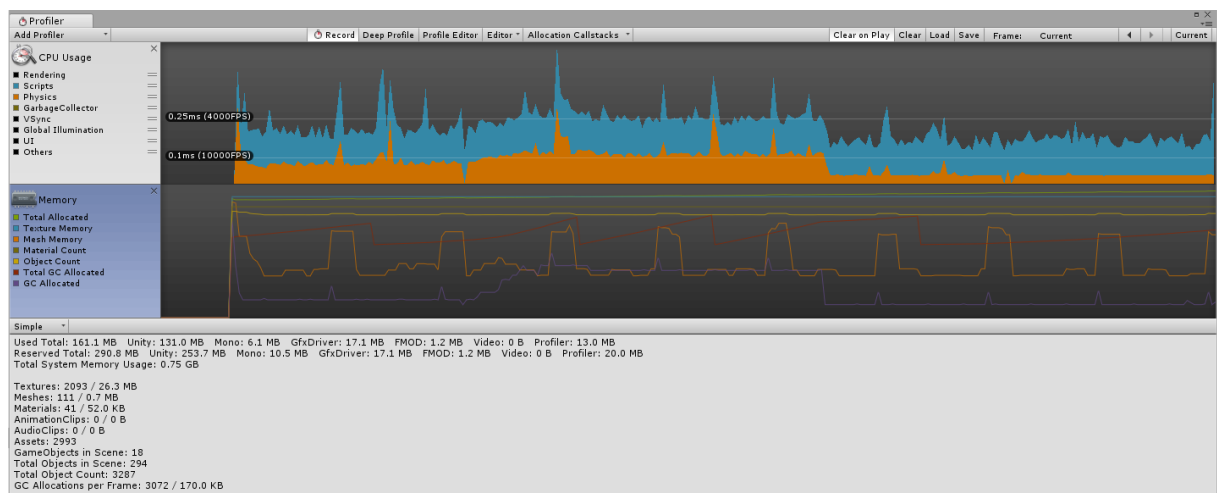 Profiler
Add Profiler Record Deep Profile Profile Editor Editor Allocation Callstacks Clear on Play Clear Load Save Frame: Current Current
CPU Usage
Rendering
Scripts
Physics
GarbageCollector
VSync
Global Illumination
UI
Others
0.25ms (4000FPS)
0.1ms (10000FPS)
Memory
Total Allocated
Texture Memory
Mesh Memory
Material Count
Object Count
Total GC Allocated
GC Allocated
Simple
Used Total: 161.1 MB Unity: 131.0 MB Mono: 6.1 MB GfxDriver: 17.1 MB FMOD: 1.2 MB Video: 0 B Profiler: 13.0 MB
Reserved Total: 290.8 MB Unity: 253.7 MB Mono: 10.5 MB GfxDriver: 17.1 MB FMOD: 1.2 MB Video: 0 B Profiler: 20.0 MB
Total System Memory Usage: 0.75 GB
Textures: 2093 / 26.3 MB
Meshes: 111 / 0.7 MB
Materials: 41 / 52.0 KB
AnimationClips: 0 / 0 B
AudioClips: 0 / 0 B
Assets: 2993
GameObjects in Scene: 18
Total Objects in Scene: 294
Total Object Count: 3287
GC Allocations per Frame: 3072 / 170.0 KB